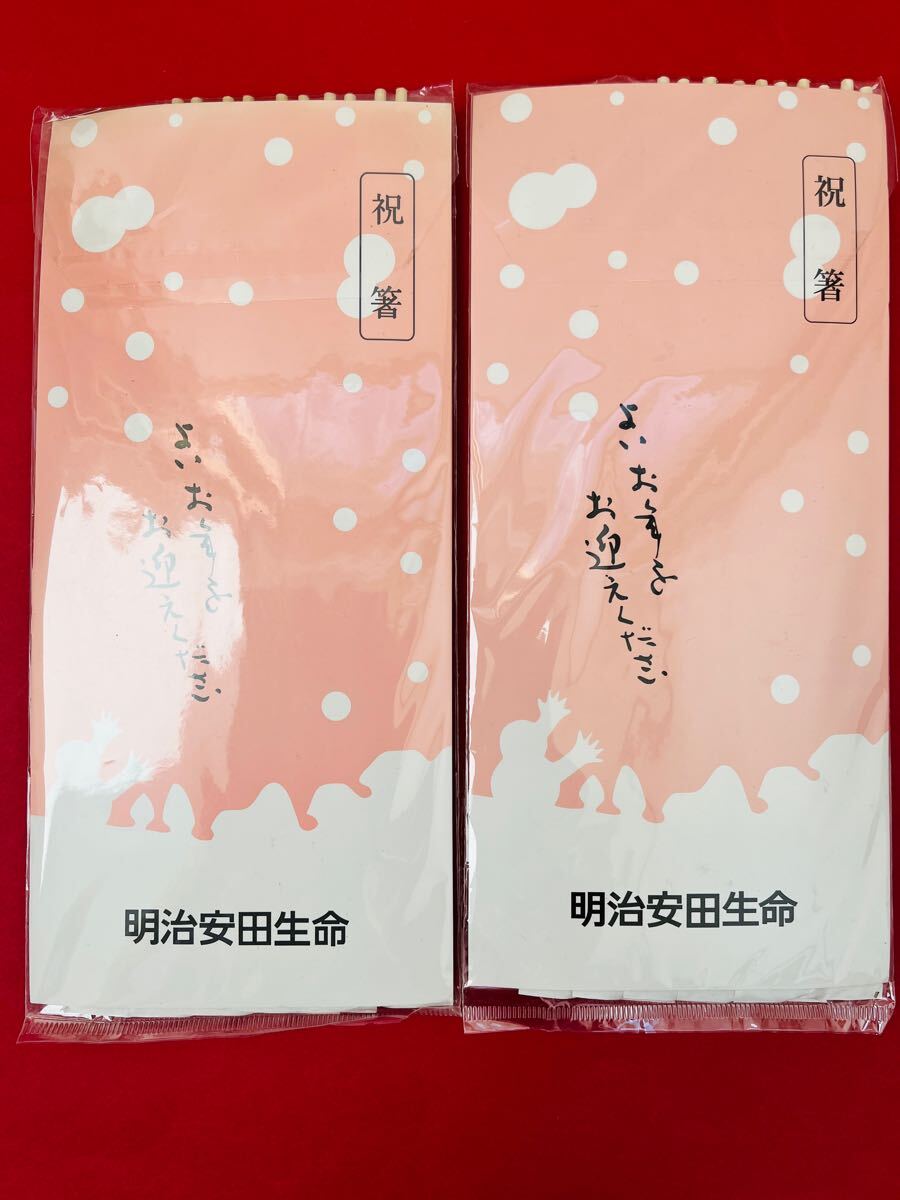 祝箸
よいお年を
お迎えください
明治安田生命
祝箸
よいお年を
お迎えください
明治安田生命